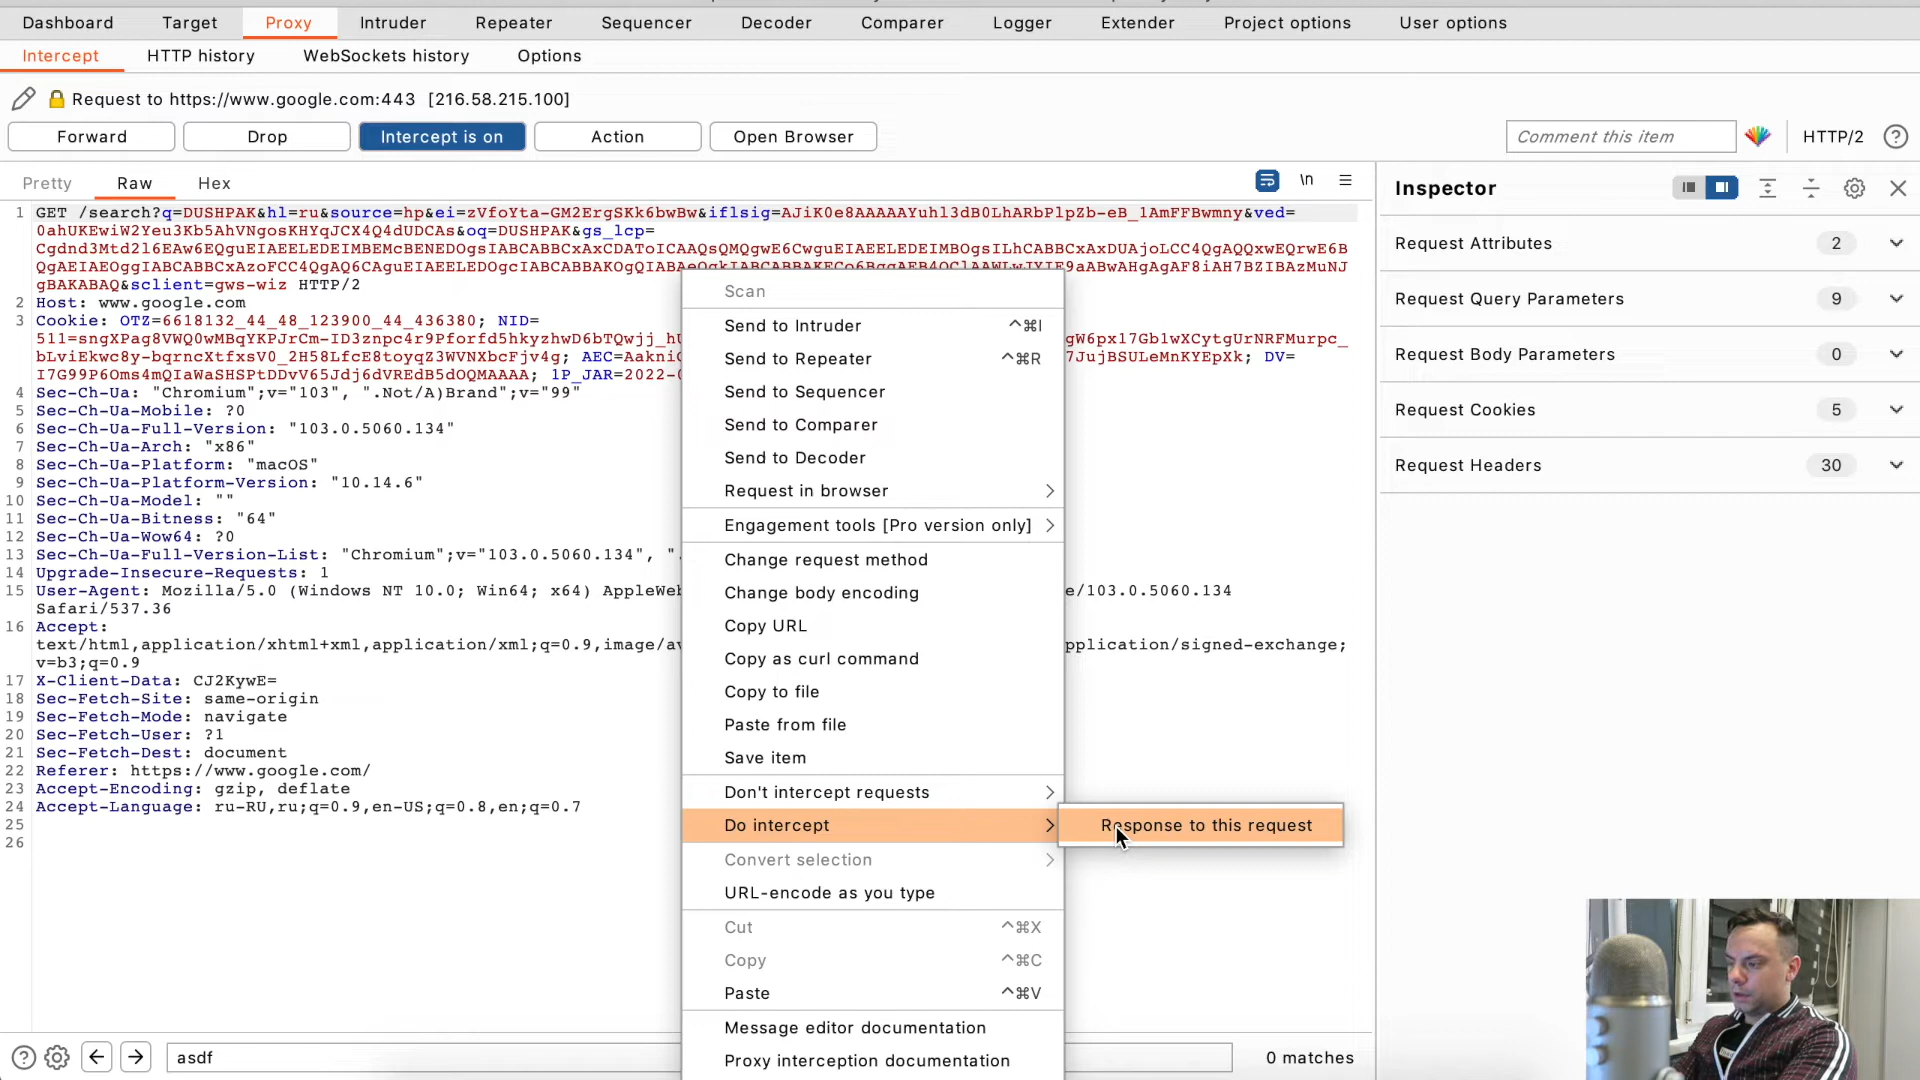 Dashboard Target Proxy Intruder Repeater Sequencer Decoder Comparer Logger Extender Project options User options
Intercept HTTP history WebSockets history Options
Request to https://www.google.com:443 [216.58.215.100]
Forward Drop Intercept is on Action Open Browser Comment this item HTTP/2 ?
Pretty Raw Hex \n
Inspector
Request Attributes 2
Request Query Parameters 9
Request Body Parameters 0
Request Cookies 5
Request Headers 30
1 GET /search?q=DUSHPAK&hl=ru&source=hp&ei=zVfoYta-GM2ErgSKk6bwBw&iflsig=AJiK0e8AAAAAYuhl3dB0LhARbPlpZb-eB_1AmFFBwmny&ved=
0ahUKEwiW2Yeu3Kb5AhVNgosKHYqJCX4Q4dUDCAs&oq=DUSHPAK&gs_lcp=
Cgdnd3Mtd2l6EAw6EQguEIAEELEDEIMBEMcBENEDOgsIABCABBCxAxCDAToICAAQsQMQgwE6CwguEIAEELEDEIMBOgsILhCABBCxAxDUAjoLCC4QgAQQxwEQrwE6B
gBAKABAQ&sclient=gws-wiz HTTP/2
2 Host: www.google.com
3 Cookie: OTZ=6618132_44_48_123900_44_436380; NID=
bLviEkwc8y-bqrncXtfxsV0_2H58LfcE8toyqZ3WVNXbcFjv4g; AEC= 7JujBSULeMnKYEpXk; DV=
I7G99P6Oms4mQIaWaSHSPtDDvV65Jdj6dVREdB5dOQMAAAA; 1P_JAR=2022-
4 Sec-Ch-Ua: "Chromium";v="103", ".Not/A)Brand";v="99"
5 Sec-Ch-Ua-Mobile: ?0
6 Sec-Ch-Ua-Full-Version: "103.0.5060.134"
7 Sec-Ch-Ua-Arch: "x86"
8 Sec-Ch-Ua-Platform: "macOS"
9 Sec-Ch-Ua-Platform-Version: "10.14.6"
10 Sec-Ch-Ua-Model: ""
11 Sec-Ch-Ua-Bitness: "64"
12 Sec-Ch-Ua-Wow64: ?0
13 Sec-Ch-Ua-Full-Version-List: "Chromium";v="103.0.5060.134", ".
14 Upgrade-Insecure-Requests: 1
15 User-Agent: Mozilla/5.0 (Windows NT 10.0; Win64; x64) AppleWeb e/103.0.5060.134
Safari/537.36
16 Accept:
text/html,application/xhtml+xml,application/xml;q=0.9,image/av pplication/signed-exchange;
v=b3;q=0.9
17 X-Client-Data: CJ2KywE=
18 Sec-Fetch-Site: same-origin
19 Sec-Fetch-Mode: navigate
20 Sec-Fetch-User: ?1
21 Sec-Fetch-Dest: document
22 Referer: https://www.google.com/
23 Accept-Encoding: gzip, deflate
24 Accept-Language: ru-RU,ru;q=0.9,en-US;q=0.8,en;q=0.7
25
26
Scan
Send to Intruder ^⌘I
Send to Repeater ^⌘R
Send to Sequencer
Send to Comparer
Send to Decoder
Request in browser
Engagement tools [Pro version only]
Change request method
Change body encoding
Copy URL
Copy as curl command
Copy to file
Paste from file
Save item
Don't intercept requests
Do intercept
Response to this request
Convert selection
URL-encode as you type
Cut ^⌘X
Copy ^⌘C
Paste ^⌘V
Message editor documentation
Proxy interception documentation
? asdf 0 matches